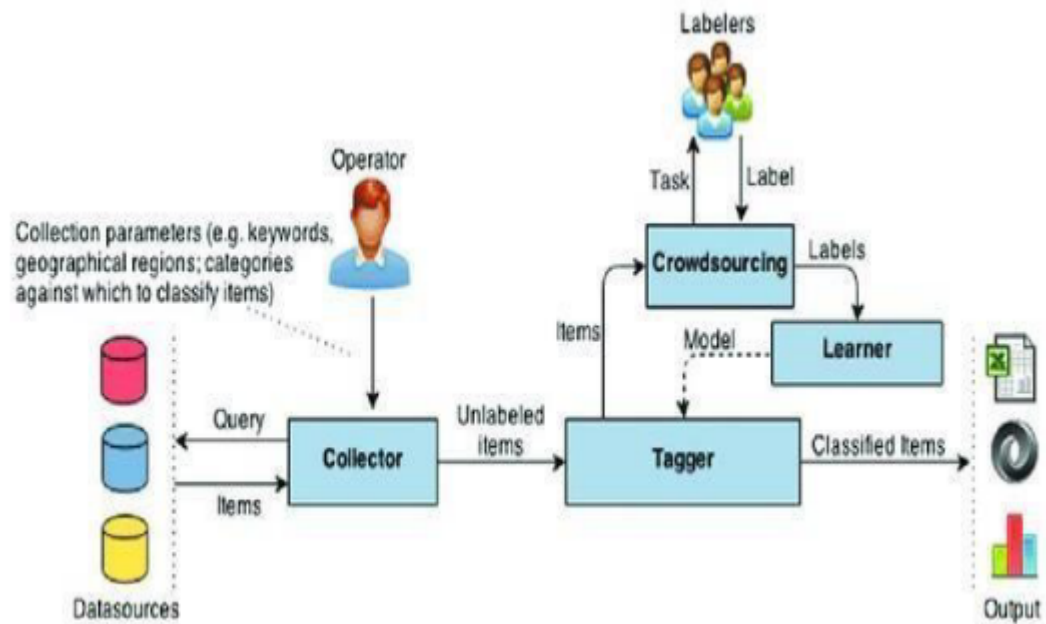 Labelers
Operator
Task
Label
Collection parameters (e.g. keywords,
geographical regions; categories
against which to classify items)
Crowdsourcing
Labels
Items
Model
Learner
Query
Collector
Unlabeled
items
Tagger
Classified Items
Items
Datasources
Output